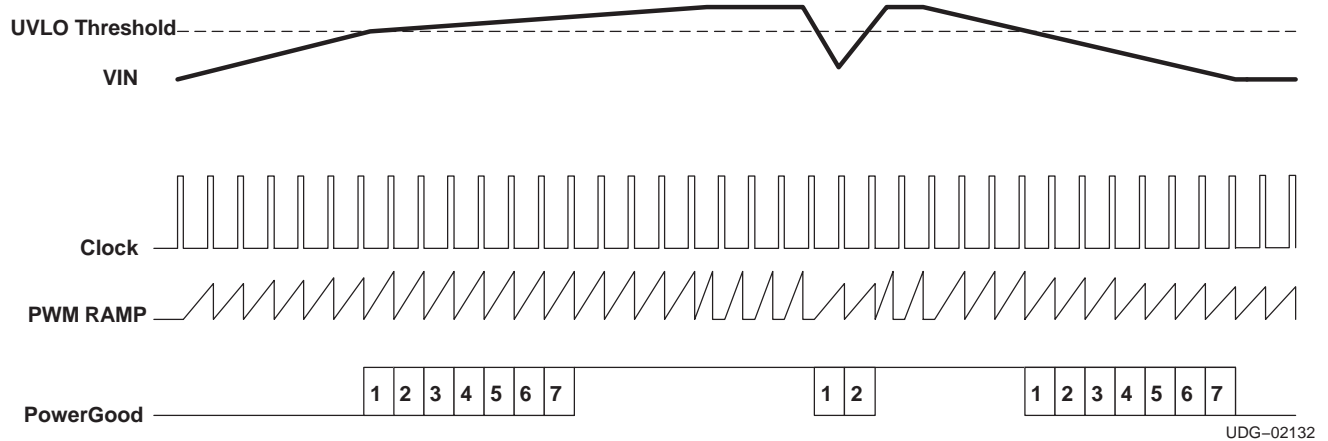 UVLO Threshold
VIN
Clock
PWM RAMP
1 2 3 4 5 6 7 1 2 1 2 3 4 5 6 7
PowerGood
UDG–02132